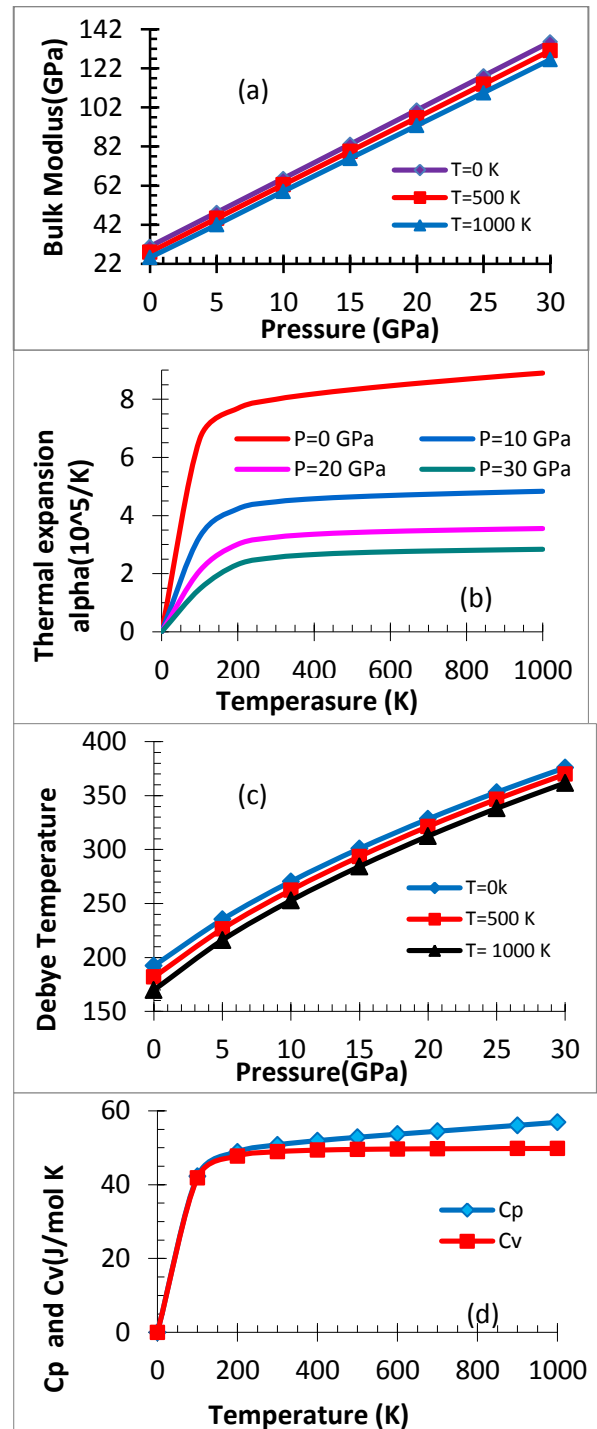 Bulk Modlus(GPa)
142
122
102
82
62
42
22
(a)
T=0 K
T=500 K
T=1000 K
0 5 10 15 20 25 30
Pressure (GPa)
Thermal expansion
alpha(10^5/K)
8
6
4
2
0
P=0 GPa P=10 GPa
P=20 GPa P=30 GPa
(b)
0 200 400 600 800 1000
Temperasure (K)
Debye Temperature
400
350
300
250
200
150
(c)
T=0k
T=500 K
T= 1000 K
0 5 10 15 20 25 30
Pressure(GPa)
Cp and Cv(J/mol K
60
40
20
0
Cp
Cv
(d)
0 200 400 600 800 1000
Temperature (K)